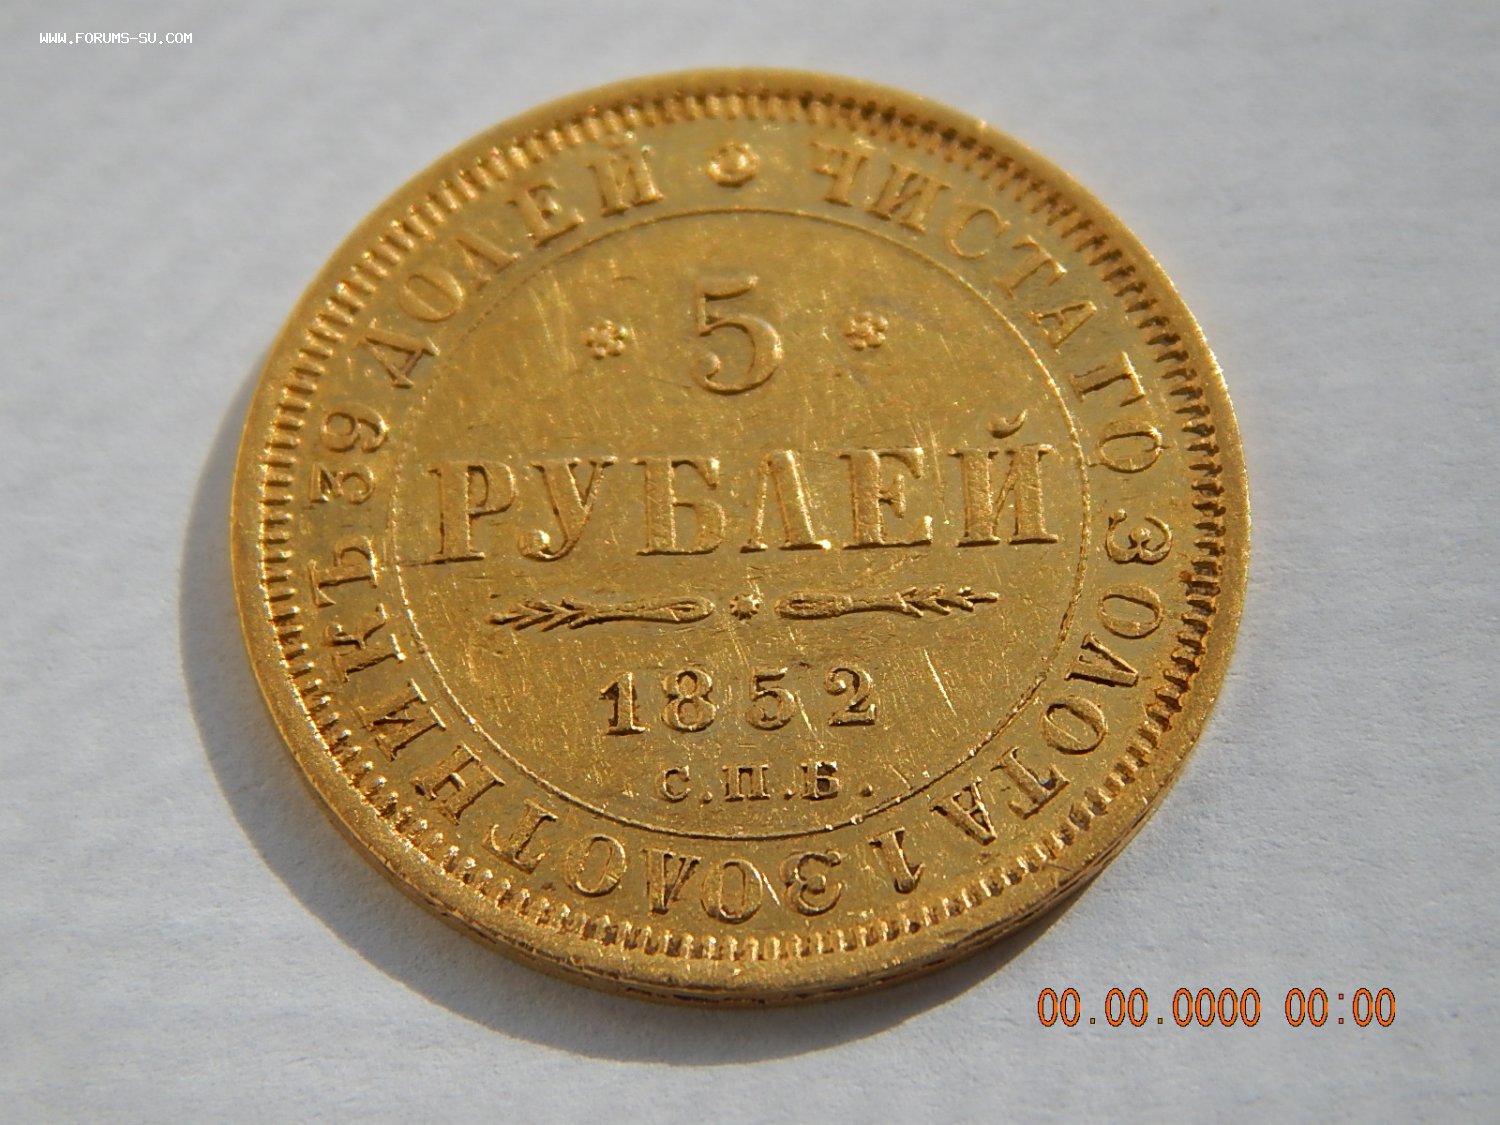 WWW.FORUMS-SU.COM
ЧИСТАГО ЗОЛОТА 1 ЗОЛОТНИКЪ 39 ДОЛЕЙ
5
РУБЛЕЙ
1852
С.П.Б.
00.00.0000 00:00